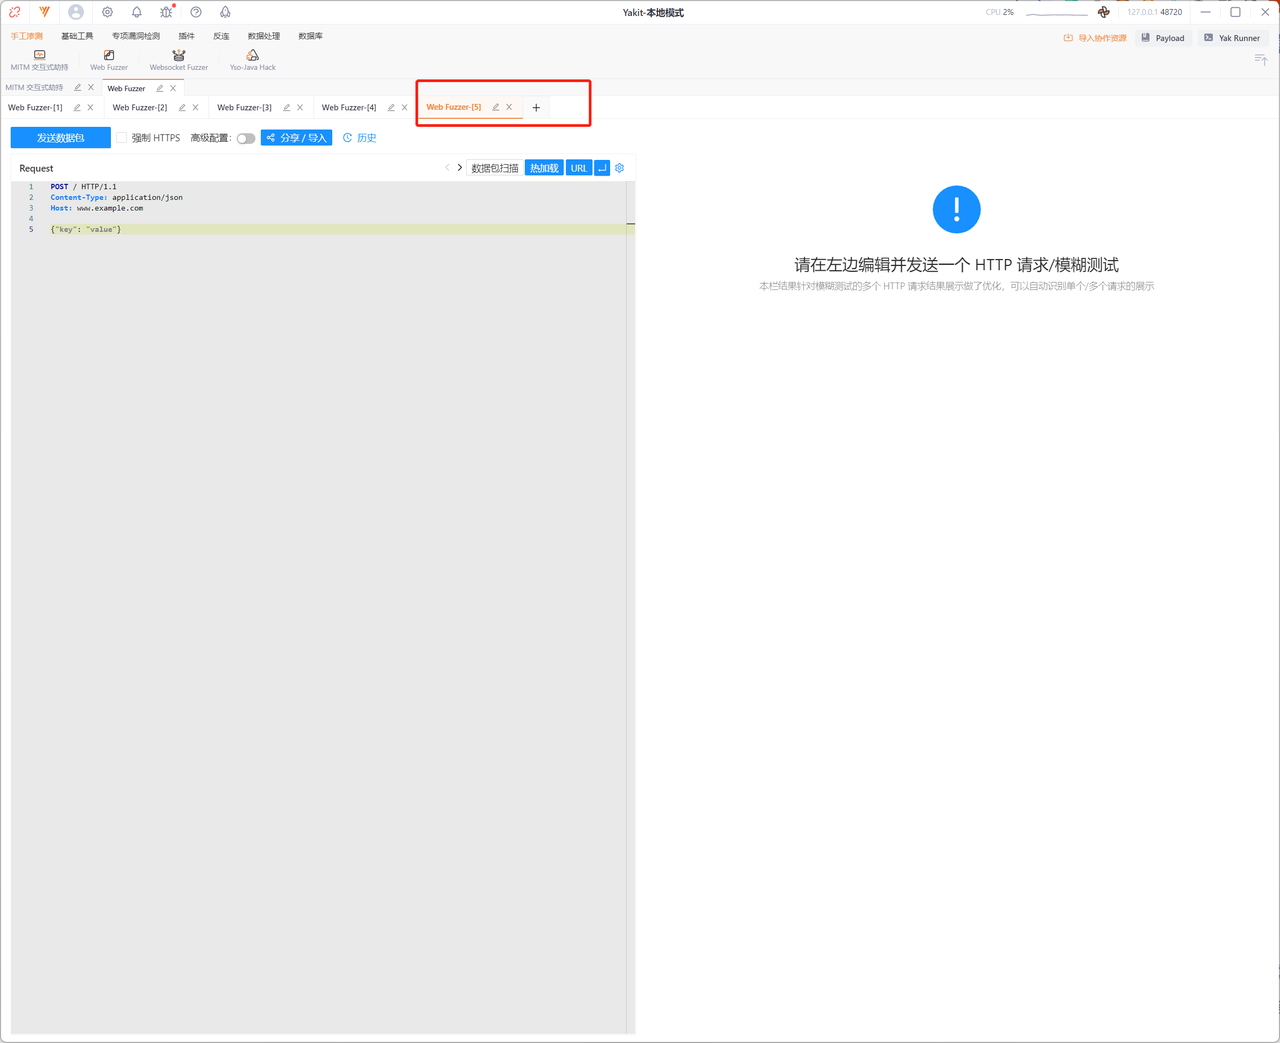 Yakit-本地模式
CPU 2%
127.0.0.1 48720
手工渗测 基础工具 专项漏洞检测 插件 反连 数据处理 数据库
导入协作资源 Payload Yak Runner
MITM 交互式劫持 Web Fuzzer Websocket Fuzzer Yso-Java Hack
MITM 交互式劫持 Web Fuzzer
Web Fuzzer-[1] Web Fuzzer-[2] Web Fuzzer-[3] Web Fuzzer-[4] Web Fuzzer-[5]
发送数据包 强制 HTTPS 高级配置: 分享 / 导入 历史
Request 数据包扫描 热加载 URL
1 POST / HTTP/1.1
2 Content-Type: application/json
3 Host: www.example.com
4
5 {"key": "value"}
请在左边编辑并发送一个 HTTP 请求/模糊测试
本栏结果针对模糊测试的多个 HTTP 请求结果展示做了优化，可以自动识别单个/多个请求的展示